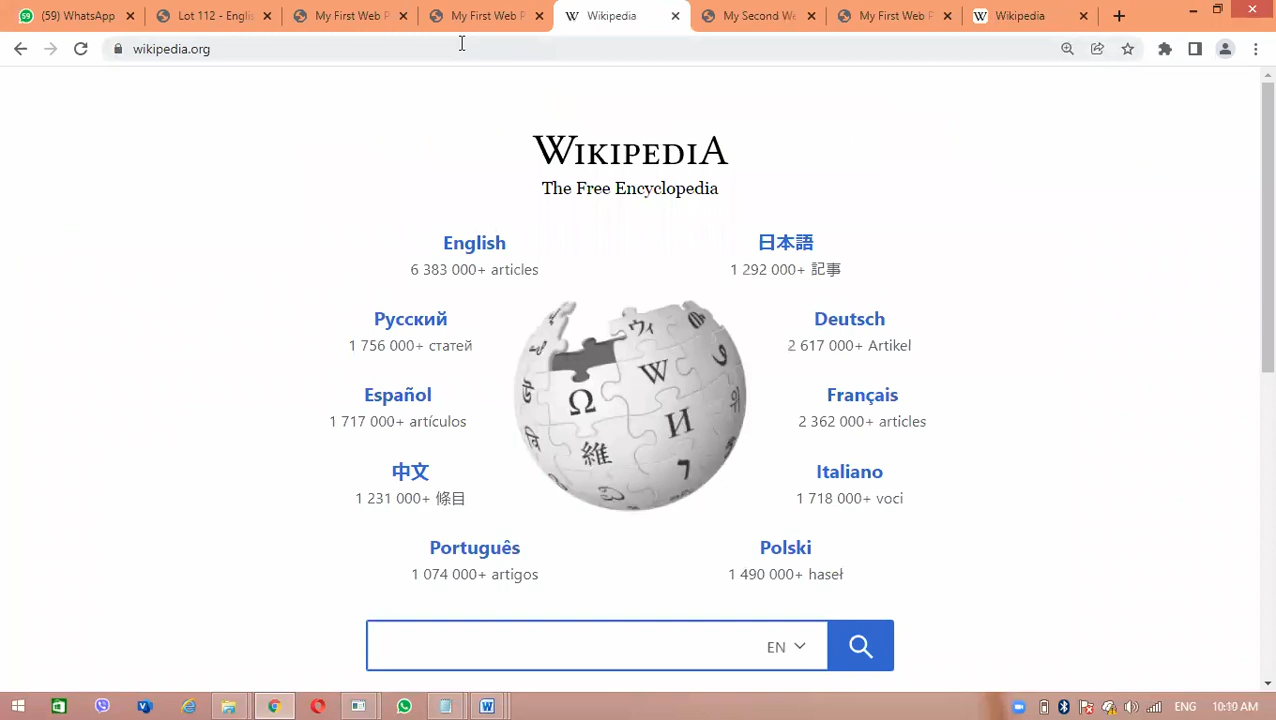 (59) WhatsApp
Lot 112 - Englis
My First Web P
My First Web P
Wikipedia
My Second We
My First Web P
Wikipedia
wikipedia.org
WIKIPEDIA
The Free Encyclopedia
English
6 383 000+ articles
日本語
1 292 000+ 記事
Русский
1 756 000+ статей
Deutsch
2 617 000+ Artikel
Español
1 717 000+ artículos
Français
2 362 000+ articles
中文
1 231 000+ 條目
Italiano
1 718 000+ voci
Português
1 074 000+ artigos
Polski
1 490 000+ haseł
EN
ENG 10:19 AM